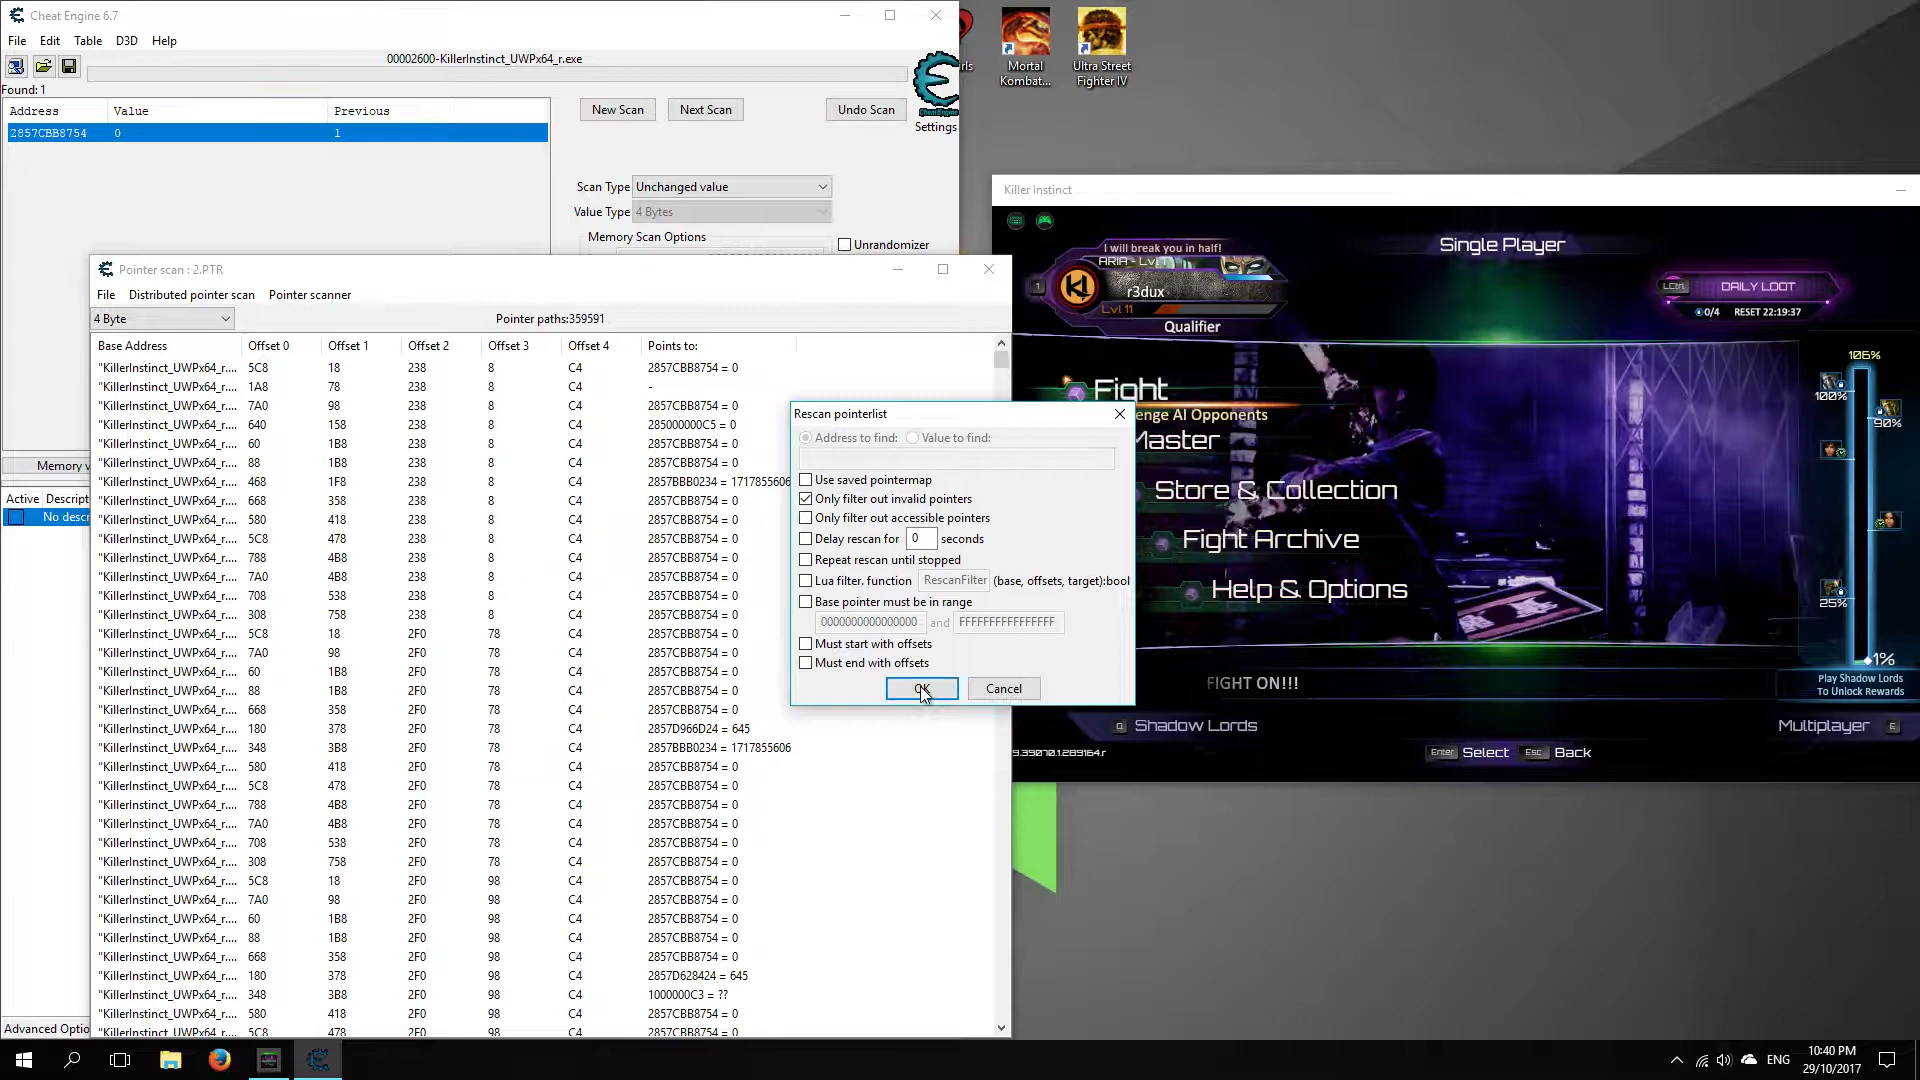 Cheat Engine 6.7
File Edit Table D3D Help
00002600-KillerInstinct_UWPx64_r.exe
Found: 1
Address Value Previous
2857CBB8754 0 1
New Scan Next Scan Undo Scan
Settings
Scan Type Unchanged value
Value Type 4 Bytes
Memory Scan Options
Unrandomizer
Memory v
Active Descript
No descr
Advanced Optio
Pointer scan : 2.PTR
File Distributed pointer scan Pointer scanner
4 Byte Pointer paths:359591
Base Address Offset 0 Offset 1 Offset 2 Offset 3 Offset 4 Points to:
"KillerInstinct_UWPx64_r.... 5C8 18 238 8 C4 2857CBB8754 = 0
"KillerInstinct_UWPx64_r.... 1A8 78 238 8 C4 -
"KillerInstinct_UWPx64_r.... 7A0 98 238 8 C4 2857CBB8754 = 0
"KillerInstinct_UWPx64_r.... 640 158 238 8 C4 285000000C5 = 0
"KillerInstinct_UWPx64_r.... 60 1B8 238 8 C4 2857CBB8754 = 0
"KillerInstinct_UWPx64_r.... 88 1B8 238 8 C4 2857CBB8754 = 0
"KillerInstinct_UWPx64_r.... 468 1F8 238 8 C4 2857BBB0234 = 1717855606
"KillerInstinct_UWPx64_r.... 668 358 238 8 C4 2857CBB8754 = 0
"KillerInstinct_UWPx64_r.... 580 418 238 8 C4 2857CBB8754 = 0
"KillerInstinct_UWPx64_r.... 5C8 478 238 8 C4 2857CBB8754 = 0
"KillerInstinct_UWPx64_r.... 788 4B8 238 8 C4 2857CBB8754 = 0
"KillerInstinct_UWPx64_r.... 7A0 4B8 238 8 C4 2857CBB8754 = 0
"KillerInstinct_UWPx64_r.... 708 538 238 8 C4 2857CBB8754 = 0
"KillerInstinct_UWPx64_r.... 308 758 238 8 C4 2857CBB8754 = 0
"KillerInstinct_UWPx64_r.... 5C8 18 2F0 78 C4 2857CBB8754 = 0
"KillerInstinct_UWPx64_r.... 7A0 98 2F0 78 C4 2857CBB8754 = 0
"KillerInstinct_UWPx64_r.... 60 1B8 2F0 78 C4 2857CBB8754 = 0
"KillerInstinct_UWPx64_r.... 88 1B8 2F0 78 C4 2857CBB8754 = 0
"KillerInstinct_UWPx64_r.... 668 358 2F0 78 C4 2857CBB8754 = 0
"KillerInstinct_UWPx64_r.... 180 378 2F0 78 C4 2857D966D24 = 645
"KillerInstinct_UWPx64_r.... 348 3B8 2F0 78 C4 2857BBB0234 = 1717855606
"KillerInstinct_UWPx64_r.... 580 418 2F0 78 C4 2857CBB8754 = 0
"KillerInstinct_UWPx64_r.... 5C8 478 2F0 78 C4 2857CBB8754 = 0
"KillerInstinct_UWPx64_r.... 788 4B8 2F0 78 C4 2857CBB8754 = 0
"KillerInstinct_UWPx64_r.... 7A0 4B8 2F0 78 C4 2857CBB8754 = 0
"KillerInstinct_UWPx64_r.... 708 538 2F0 78 C4 2857CBB8754 = 0
"KillerInstinct_UWPx64_r.... 308 758 2F0 78 C4 2857CBB8754 = 0
"KillerInstinct_UWPx64_r.... 5C8 18 2F0 98 C4 2857CBB8754 = 0
"KillerInstinct_UWPx64_r.... 7A0 98 2F0 98 C4 2857CBB8754 = 0
"KillerInstinct_UWPx64_r.... 60 1B8 2F0 98 C4 2857CBB8754 = 0
"KillerInstinct_UWPx64_r.... 88 1B8 2F0 98 C4 2857CBB8754 = 0
"KillerInstinct_UWPx64_r.... 668 358 2F0 98 C4 2857CBB8754 = 0
"KillerInstinct_UWPx64_r.... 180 378 2F0 98 C4 2857D628424 = 645
"KillerInstinct_UWPx64_r.... 348 3B8 2F0 98 C4 1000000C3 = ??
"KillerInstinct_UWPx64_r.... 580 418 2F0 98 C4 2857CBB8754 = 0
"KillerInstinct_UWPx64_r.... 5C8 478 2F0 98 C4 2857CBB8754 = 0
Rescan pointerlist
Address to find: Value to find:
Use saved pointermap
Only filter out invalid pointers
Only filter out accessible pointers
Delay rescan for 0 seconds
Repeat rescan until stopped
Lua filter. function RescanFilter (base, offsets, target):bool
Base pointer must be in range
0000000000000000 and FFFFFFFFFFFFFFFF
Must start with offsets
Must end with offsets
OK Cancel
rls
Mortal Kombat...
Ultra Street Fighter IV
Killer Instinct
I will break you in half!
ARIA - Lvl
1
KI
r3dux
Lvl 11
Qualifier
Single Player
LCtrl DAILY LOOT
0/4 RESET 22:19:37
Fight
enge AI Opponents
Master
Store & Collection
Fight Archive
Help & Options
106%
100%
90%
25%
1%
Play Shadow Lords
To Unlock Rewards
FIGHT ON!!!
Q Shadow Lords
Multiplayer E
9.39070.1.289164.r
Enter Select Esc Back
ENG
10:40 PM
29/10/2017